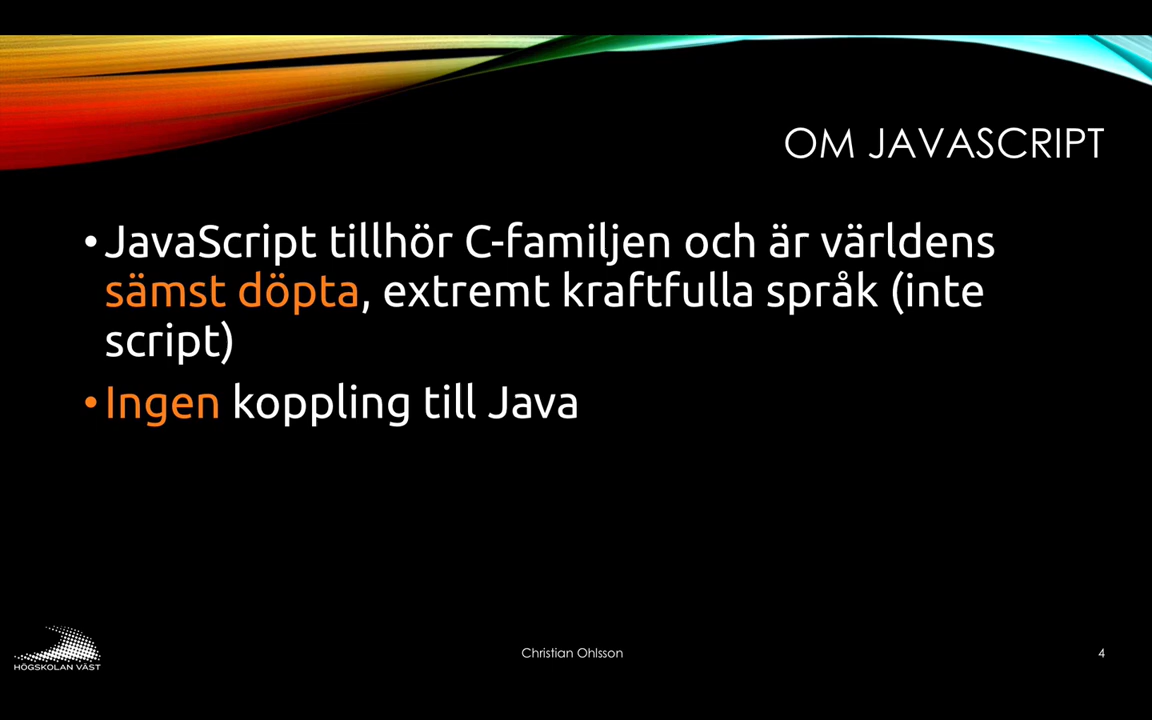 OM JAVASCRIPT
• JavaScript tillhör C-familjen och är världens
sämst döpta, extremt kraftfulla språk (inte
script)
• Ingen koppling till Java
HÖGSKOLAN VÄST
Christian Ohlsson
4